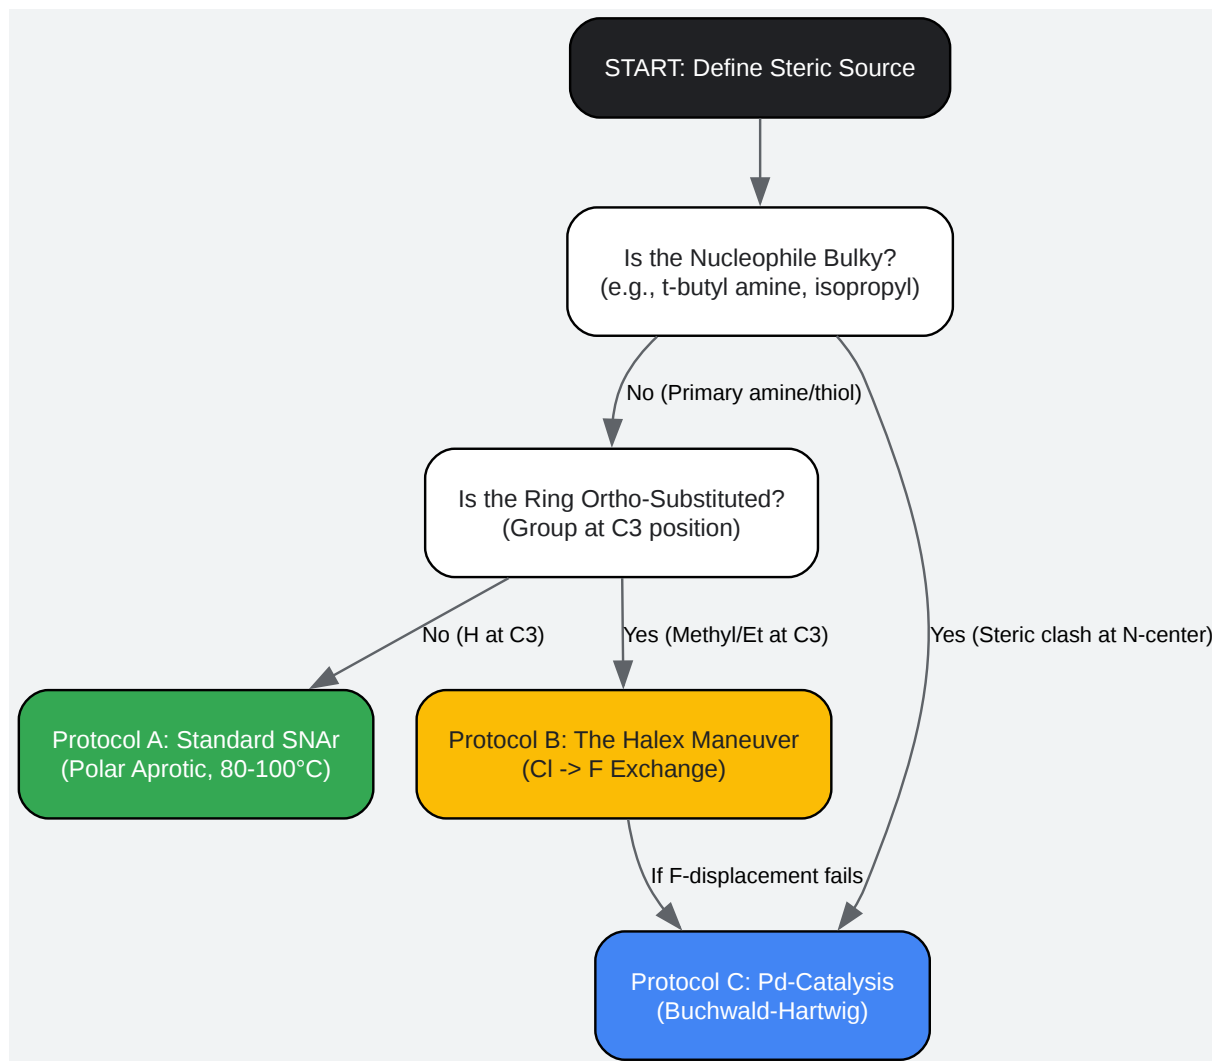 START: Define Steric Source
Is the Nucleophile Bulky?
(e.g., t-butyl amine, isopropyl)
No (Primary amine/thiol)
Is the Ring Ortho-Substituted?
(Group at C3 position)
No (H at C3)
Yes (Methyl/Et at C3)
Yes (Steric clash at N-center)
Protocol A: Standard SNAr
(Polar Aprotic, 80-100°C)
Protocol B: The Halex Maneuver
(Cl -> F Exchange)
If F-displacement fails
Protocol C: Pd-Catalysis
(Buchwald-Hartwig)